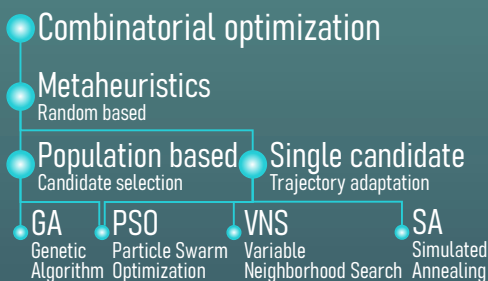 Combinatorial optimization
Metaheuristics
Random based
Population based
Candidate selection
Single candidate
Trajectory adaptation
GA
Genetic
Algorithm
PSO
Particle Swarm
Optimization
VNS
Variable
Neighborhood Search
SA
Simulated
Annealing